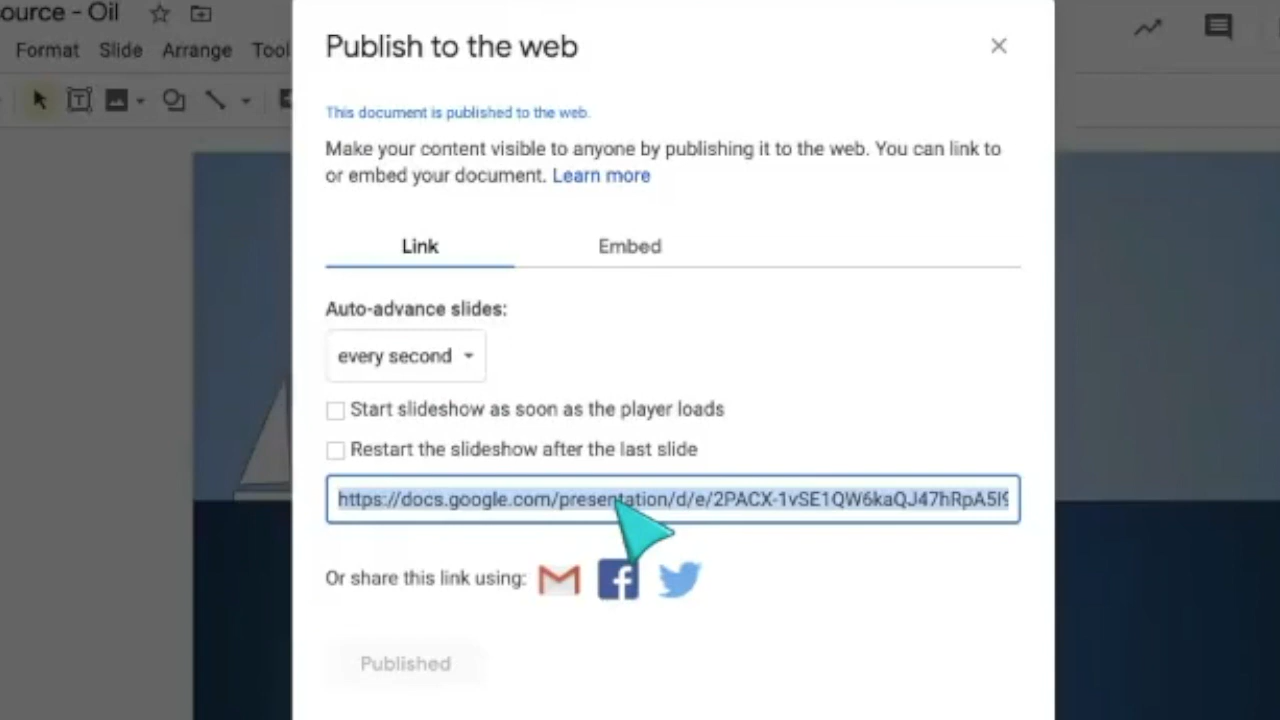 ource - Oil
Format Slide Arrange Tool
Publish to the web
This document is published to the web.
Make your content visible to anyone by publishing it to the web. You can link to
or embed your document. Learn more
Link Embed
Auto-advance slides:
every second
Start slideshow as soon as the player loads
Restart the slideshow after the last slide
https://docs.google.com/presentation/d/e/2PACX-1vSE1QW6kaQJ47hRpA5I9
Or share this link using:
Published